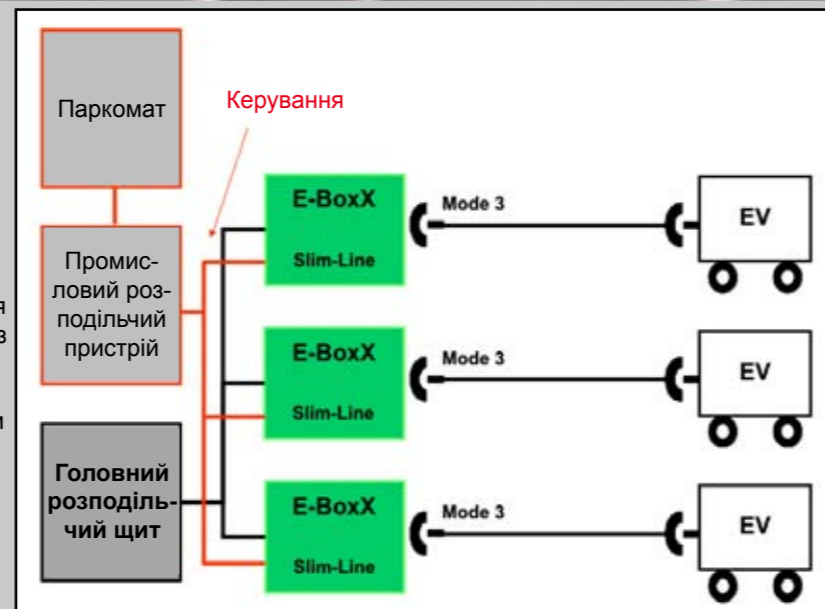 Паркомат
Керування
Промис-
ловий роз-
подільчий
пристрій
Головний
розподіль-
чий щит
E-BoxX
Slim-Line
Mode 3
EV
E-BoxX
Slim-Line
Mode 3
EV
E-BoxX
Slim-Line
Mode 3
EV